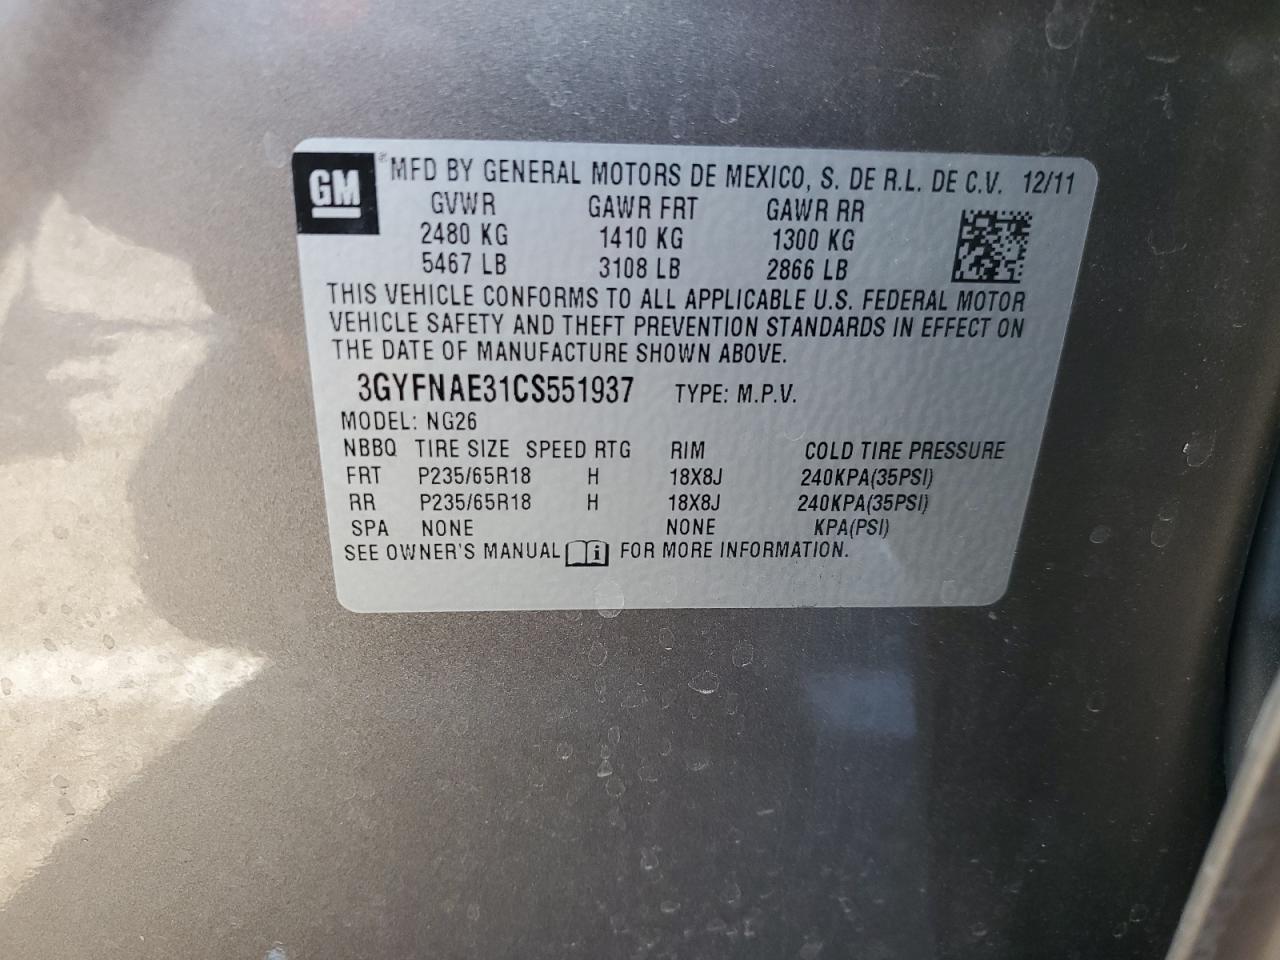 GM ® MFD BY GENERAL MOTORS DE MEXICO, S. DE R.L. DE C.V. 12/11
GVWR GAWR FRT GAWR RR
2480 KG 1410 KG 1300 KG
5467 LB 3108 LB 2866 LB
THIS VEHICLE CONFORMS TO ALL APPLICABLE U.S. FEDERAL MOTOR
VEHICLE SAFETY AND THEFT PREVENTION STANDARDS IN EFFECT ON
THE DATE OF MANUFACTURE SHOWN ABOVE.
3GYFNAE31CS551937 TYPE: M.P.V.
MODEL: NG26
NBBQ TIRE SIZE SPEED RTG RIM COLD TIRE PRESSURE
FRT P235/65R18 H 18X8J 240KPA(35PSI)
RR P235/65R18 H 18X8J 240KPA(35PSI)
SPA NONE NONE KPA(PSI)
SEE OWNER'S MANUAL i FOR MORE INFORMATION.